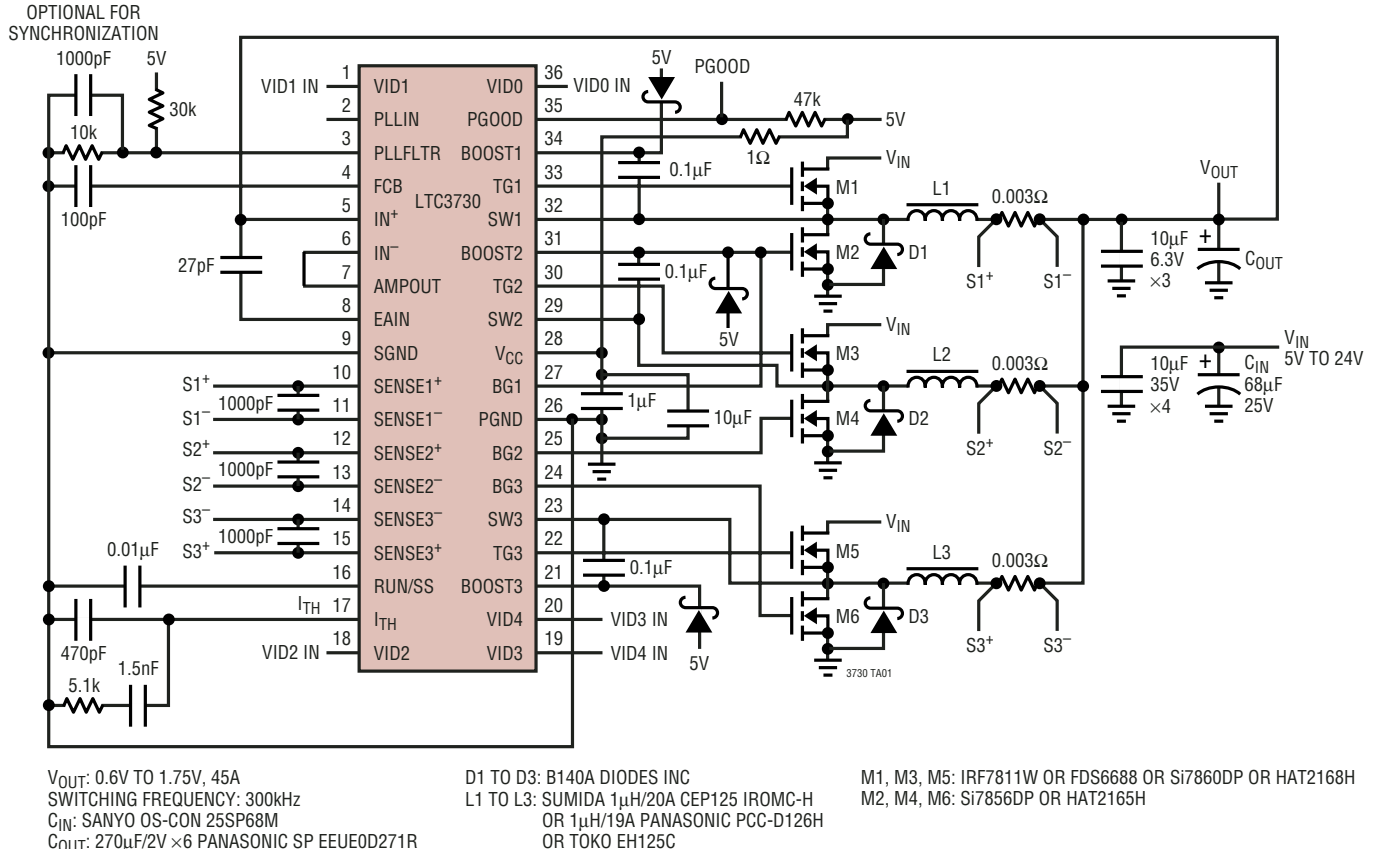 OPTIONAL FOR
SYNCHRONIZATION
1000pF
5V
30k
10k
100pF
27pF
VID1 IN
1
VID1
2
PLLIN
3
PLLFLTR
4
FCB
5
IN+
6
IN–
7
AMPOUT
8
EAIN
9
SGND
S1+
10
SENSE1+
1000pF
S1–
11
SENSE1–
S2+
12
SENSE2+
1000pF
S2–
13
SENSE2–
S3–
14
SENSE3–
1000pF
S3+
15
SENSE3+
0.01µF
16
RUN/SS
ITH
17
ITH
470pF
VID2 IN
18
VID2
1.5nF
5.1k
LTC3730
VID0
36
VID0 IN
PGOOD
35
BOOST1
34
TG1
33
SW1
32
BOOST2
31
TG2
30
SW2
29
VCC
28
BG1
27
PGND
26
BG2
25
BG3
24
SW3
23
TG3
22
BOOST3
21
VID4
20
VID3 IN
VID3
19
VID4 IN
5V
PGOOD
47k
5V
1Ω
0.1µF
0.1µF
5V
1µF
10µF
0.1µF
5V
VIN
M1
M2
D1
L1
0.003Ω
S1+
S1–
VIN
M3
M4
D2
L2
0.003Ω
S2+
S2–
VIN
M5
M6
D3
L3
0.003Ω
S3+
S3–
VOUT
10µF
6.3V
×3
+
COUT
VIN
5V TO 24V
10µF
35V
×4
+
CIN
68µF
25V
3730 TA01
VOUT: 0.6V TO 1.75V, 45A
SWITCHING FREQUENCY: 300kHz
CIN: SANYO OS-CON 25SP68M
COUT: 270µF/2V ×6 PANASONIC SP EEUE0D271R
D1 TO D3: B140A DIODES INC
L1 TO L3: SUMIDA 1µH/20A CEP125 IROMC-H
OR 1µH/19A PANASONIC PCC-D126H
OR TOKO EH125C
M1, M3, M5: IRF7811W OR FDS6688 OR Si7860DP OR HAT2168H
M2, M4, M6: Si7856DP OR HAT2165H